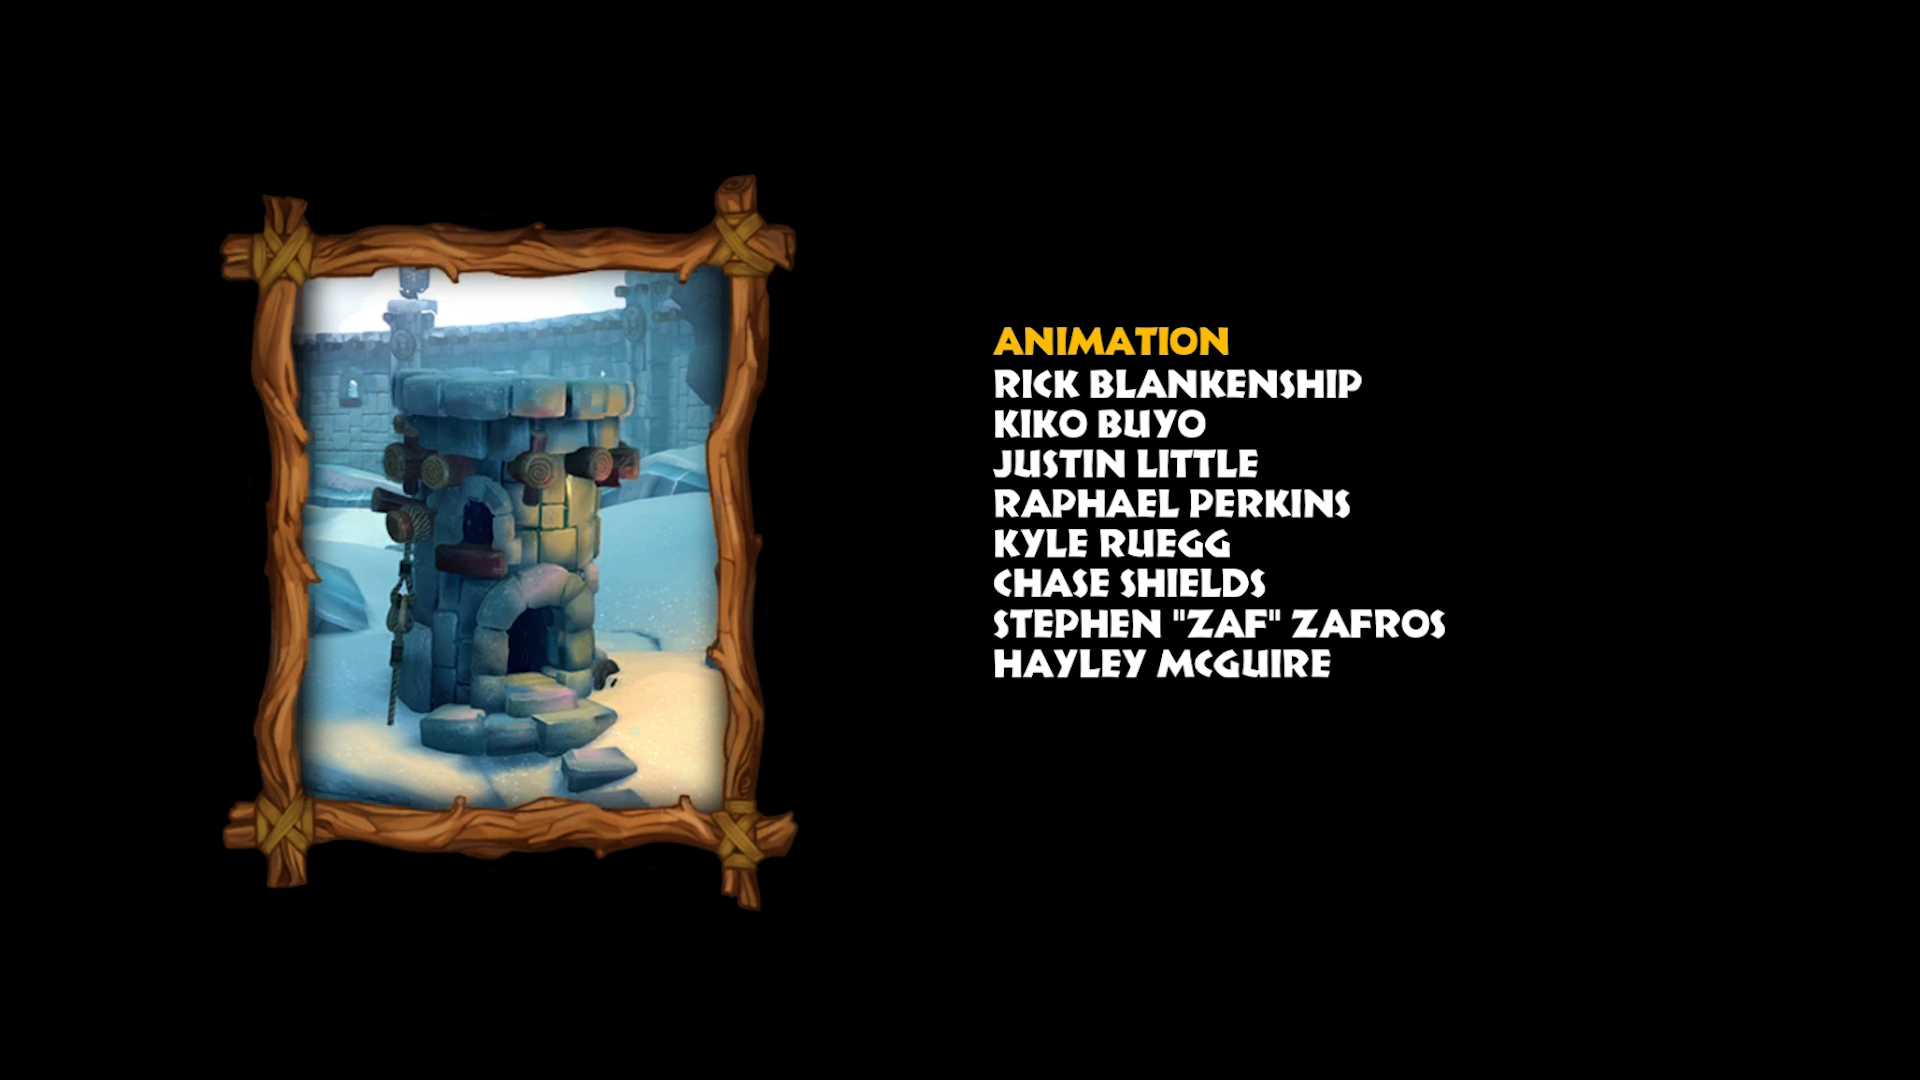 ANIMATION
RICK BLANKENSHIP
KIKO BUYO
JUSTIN LITTLE
RAPHAEL PERKINS
KYLE RUEGG
CHASE SHIELDS
STEPHEN "ZAF" ZAFROS
HAYLEY MCGUIRE